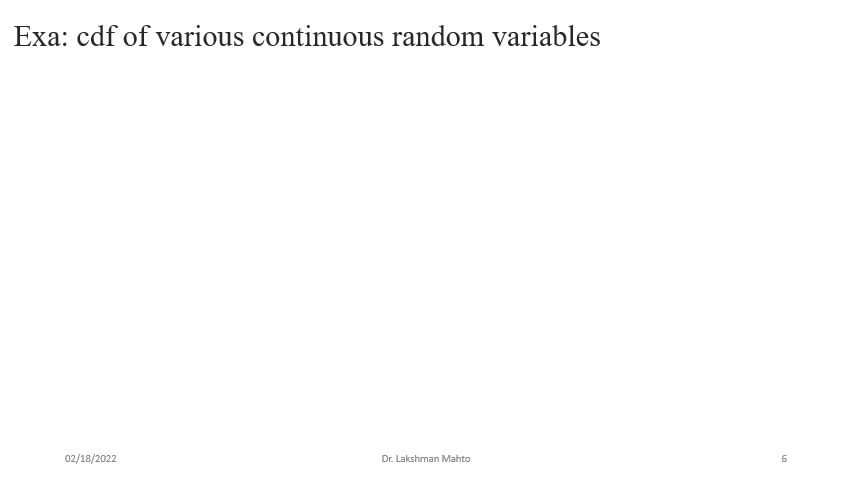 Exa: cdf of various continuous random variables
02/18/2022
Dr. Lakshman Mahto
6